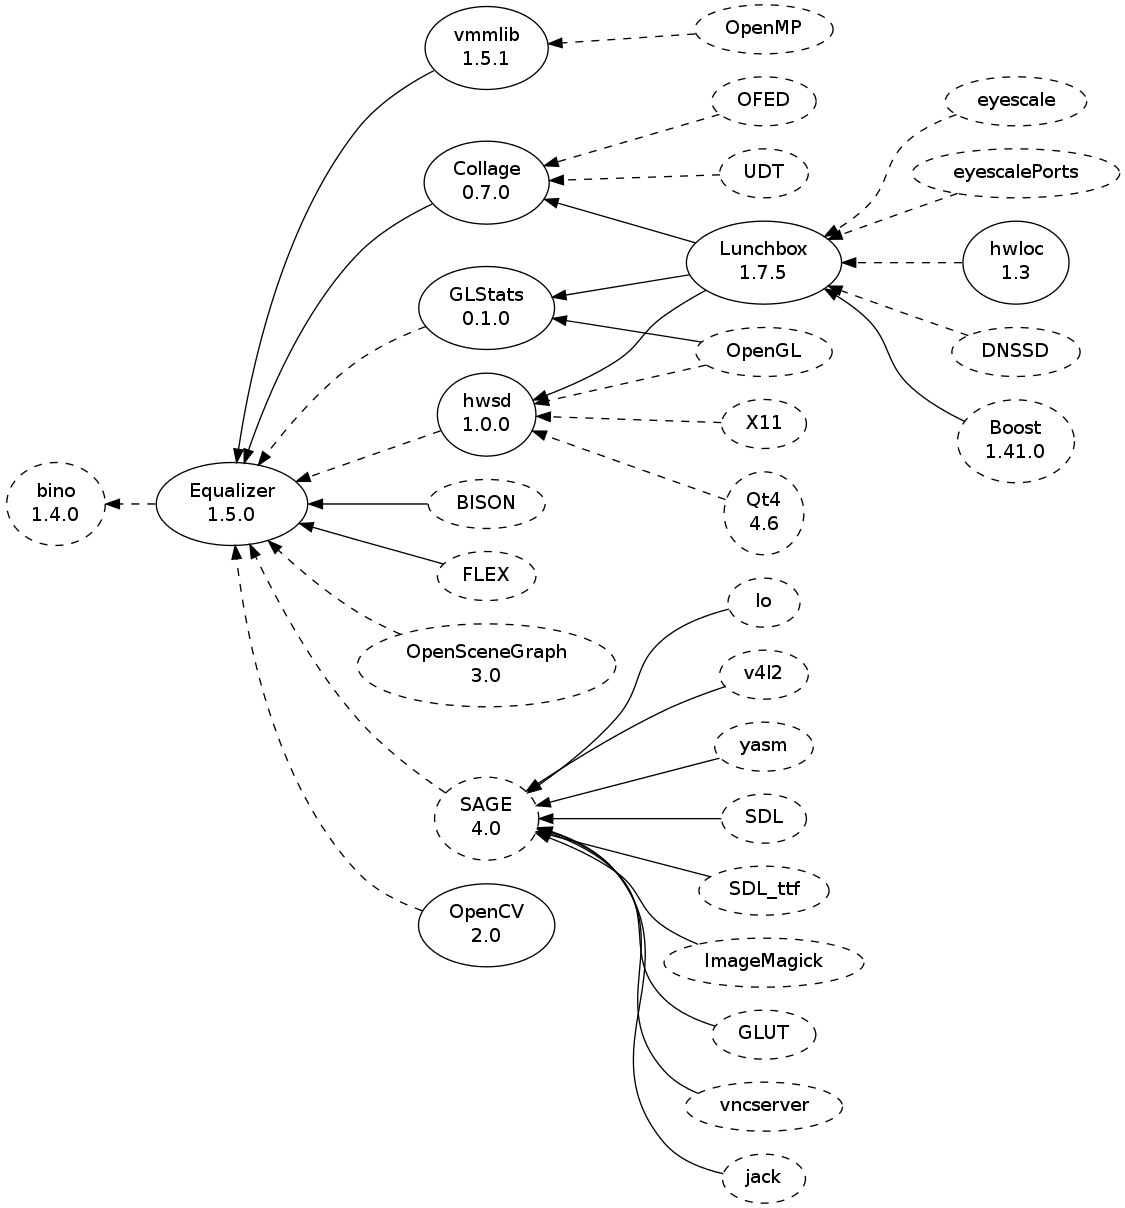 vmmlib
1.5.1
OpenMP
OFED
eyescale
Collage
0.7.0
UDT
eyescalePorts
Lunchbox
1.7.5
hwloc
1.3
GLStats
0.1.0
OpenGL
DNSSD
hwsd
1.0.0
X11
Boost
1.41.0
bino
1.4.0
Equalizer
1.5.0
BISON
Qt4
4.6
FLEX
lo
OpenSceneGraph
3.0
v4l2
yasm
SAGE
4.0
SDL
SDL_ttf
OpenCV
2.0
ImageMagick
GLUT
vncserver
jack